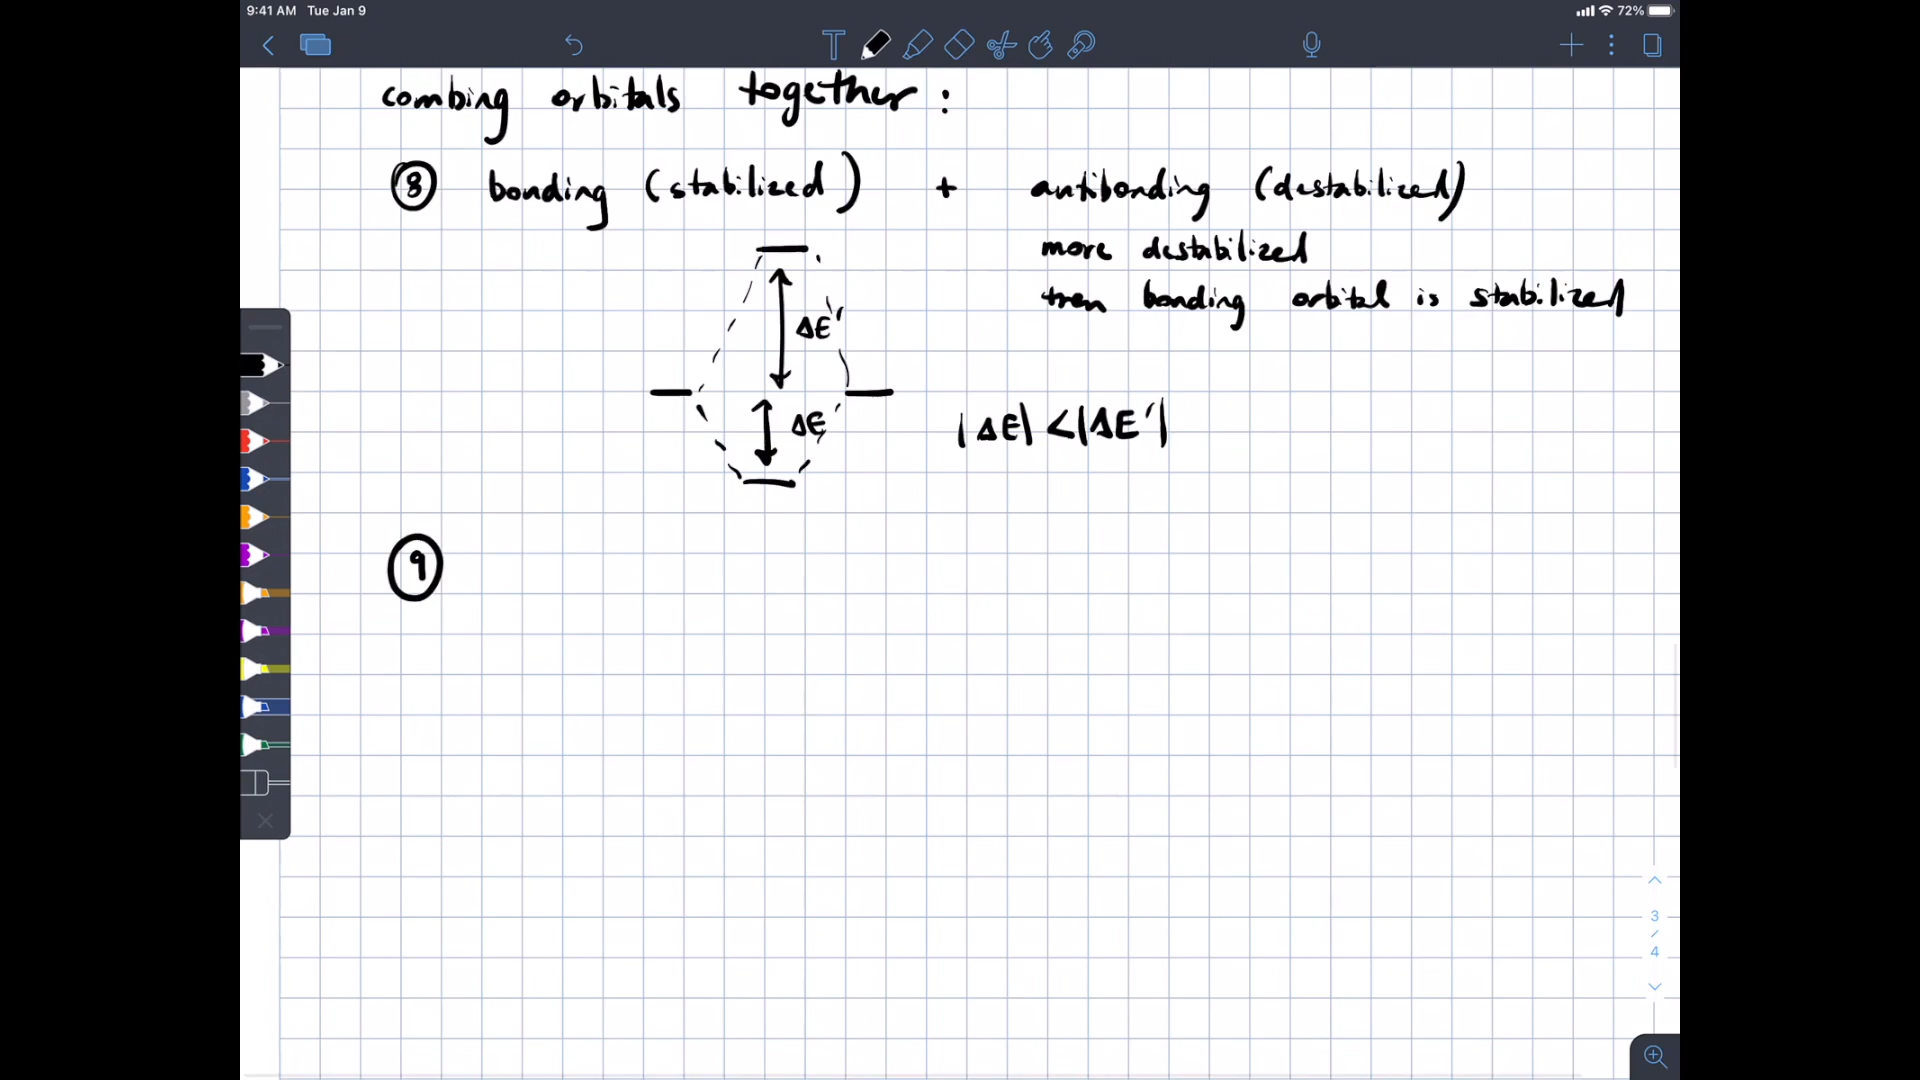 9:41 AM Tue Jan 9
72%
combing orbitals together :
⑧ bonding (stabilized) + antibonding (destabilized)
more destabilized
than bonding orbital is stabilized
ΔE'
ΔE
|ΔE| < |ΔE'|
⑨
3
/
4